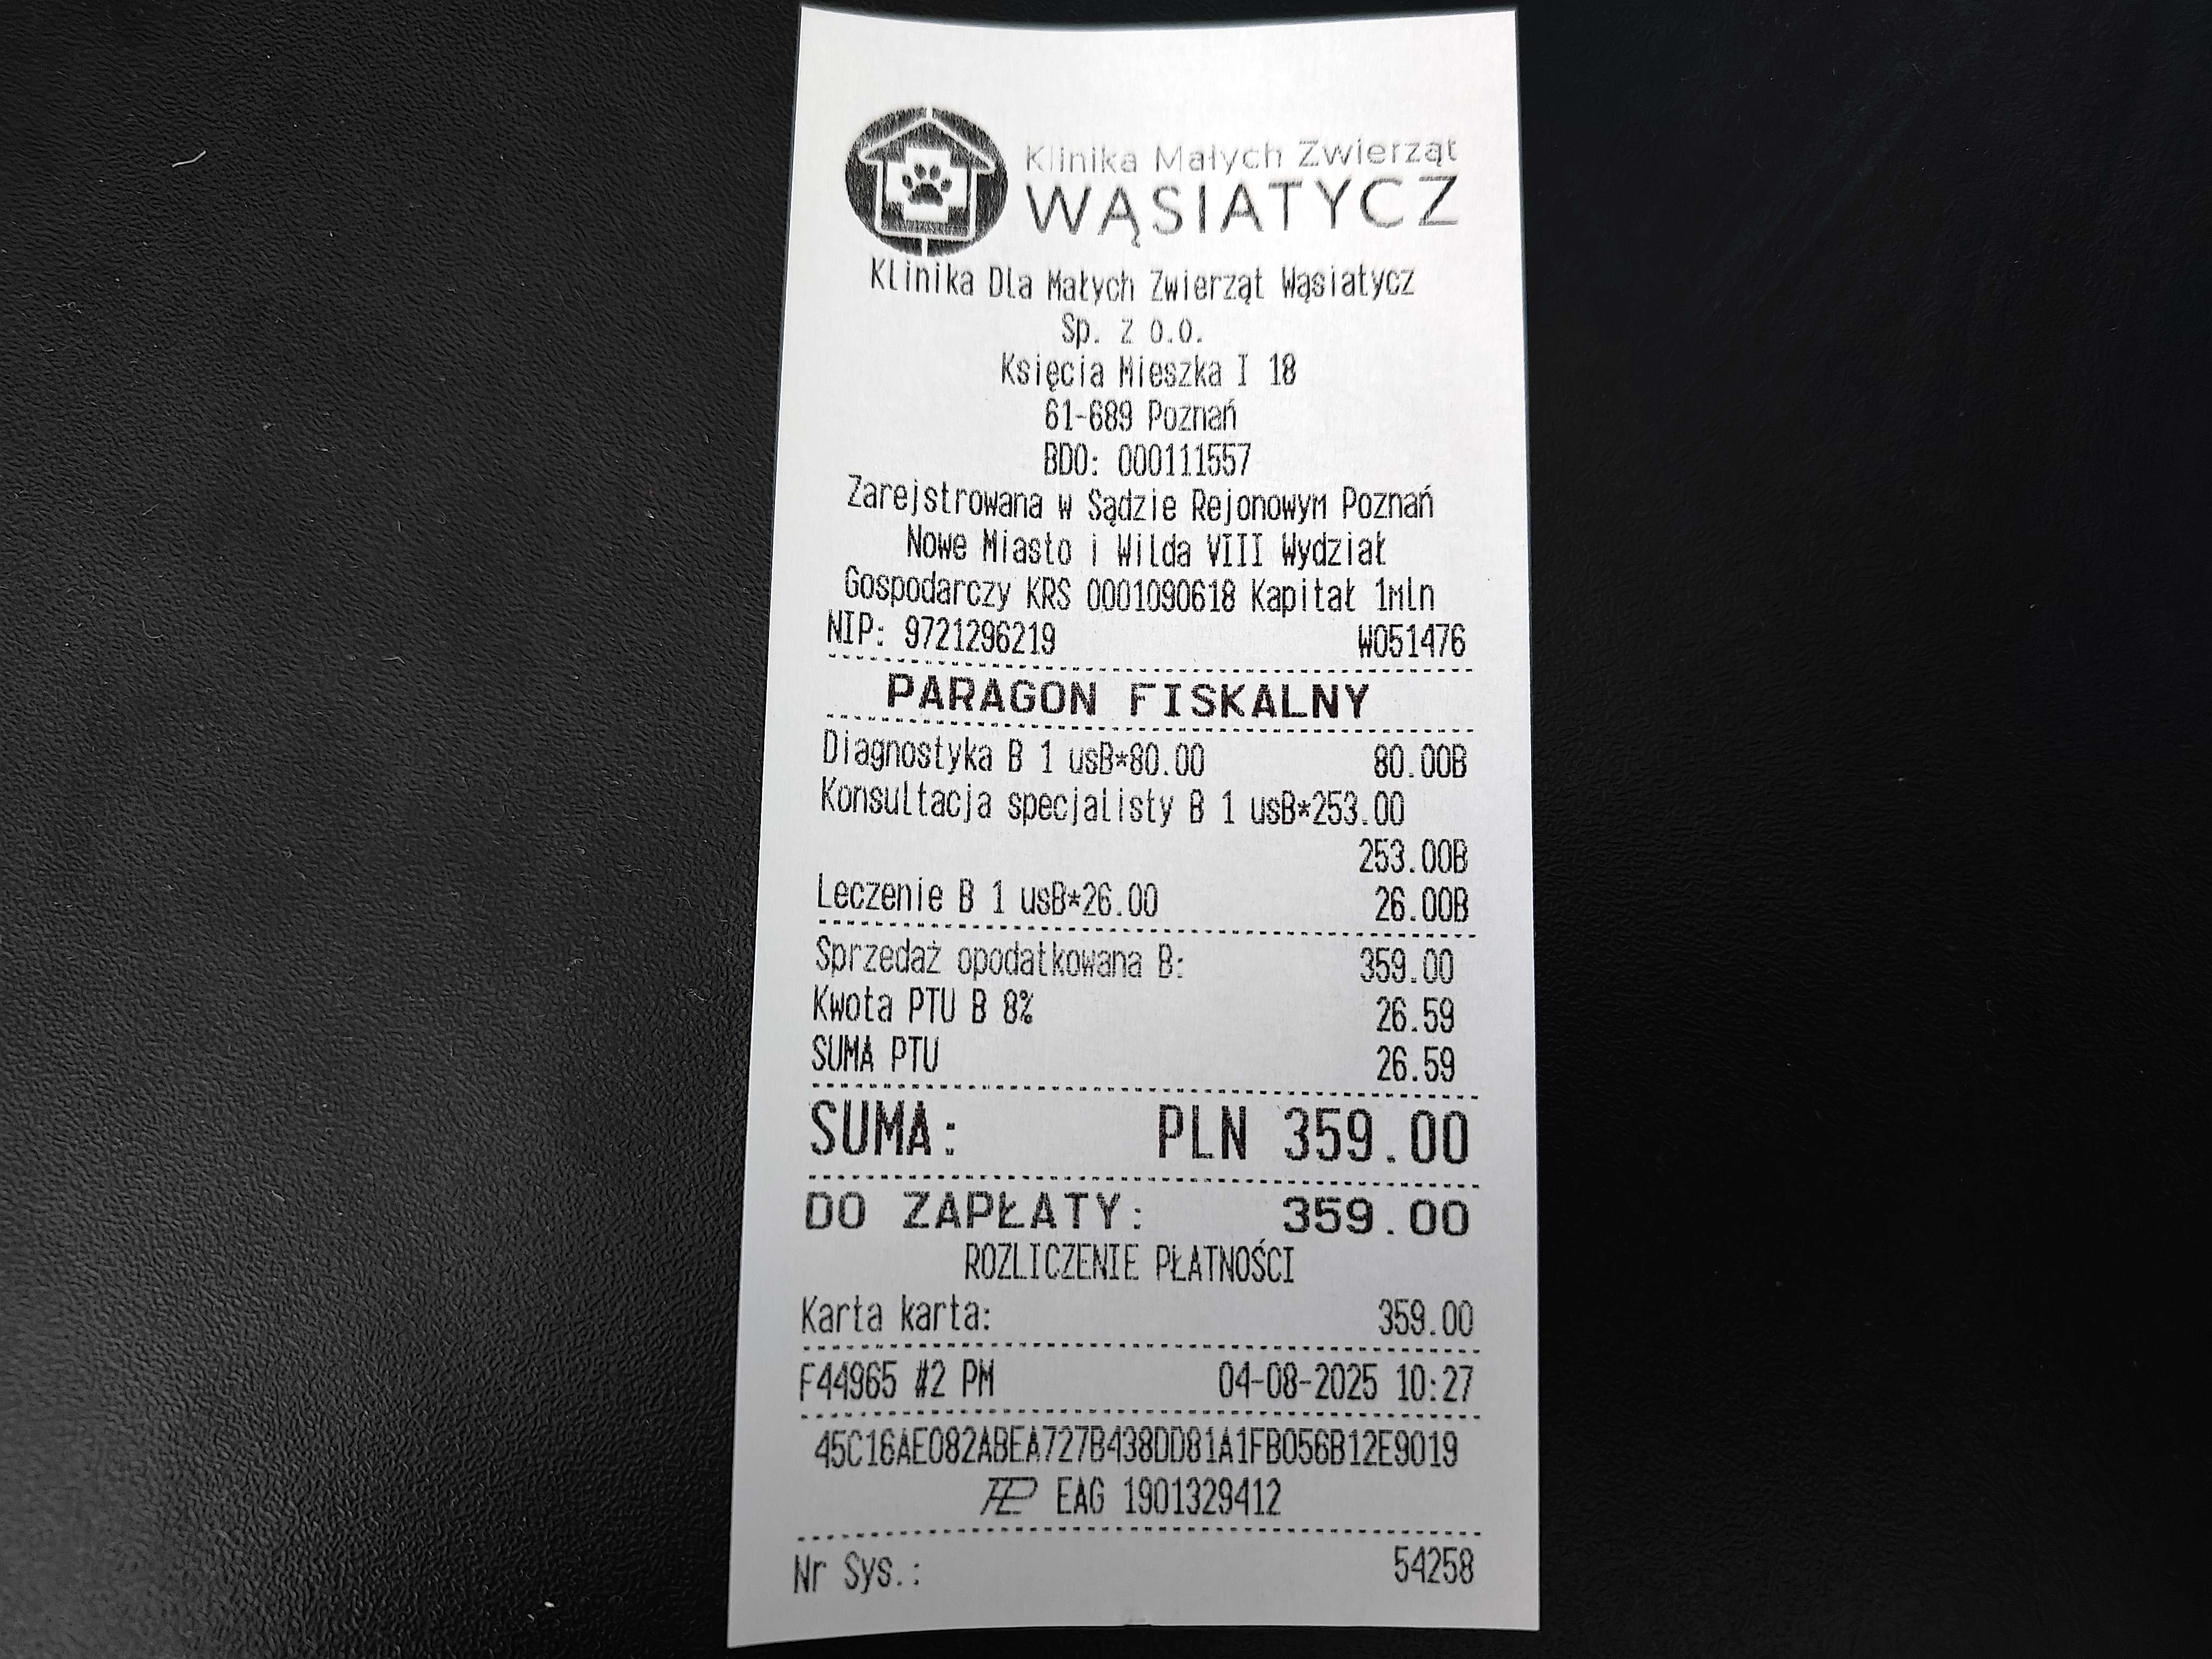 Klinika Małych Zwierząt
WĄSIATYCZ
Klinika Dla Małych Zwierząt Wąsiatycz
Sp. z o.o.
Księcia Mieszka I 18
61-689 Poznań
BDO: 000111557
Zarejstrowana w Sądzie Rejonowym Poznań
Nowe Miasto i Wilda VIII Wydział
Gospodarczy KRS 0001090618 Kapitał 1mln
NIP: 9721296219 W051476
PARAGON FISKALNY
Diagnostyka B 1 usB*80.00 80.00B
Konsultacja specjalisty B 1 usB*253.00
253.00B
Leczenie B 1 usB*26.00 26.00B
Sprzedaż opodatkowana B: 359.00
Kwota PTU B 8% 26.59
SUMA PTU 26.59
SUMA: PLN 359.00
DO ZAPŁATY: 359.00
ROZLICZENIE PŁATNOŚCI
Karta karta: 359.00
F44965 #2 PM 04-08-2025 10:27
45C16AE082ABEA727B438DD81A1FB056B12E9019
EAG 1901329412
Nr Sys.: 54258